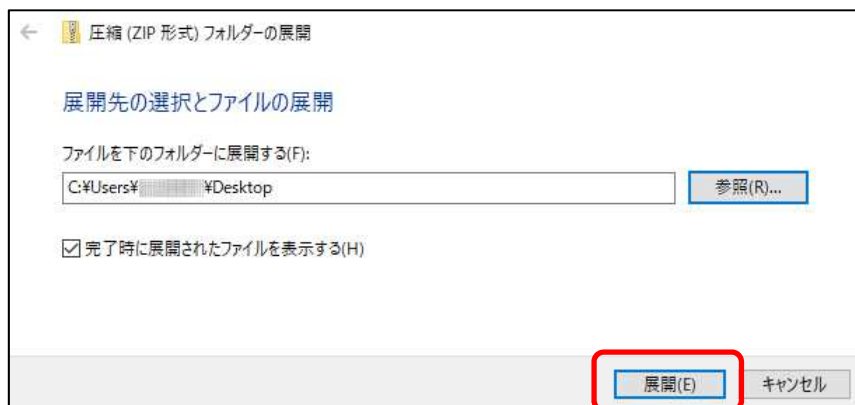 圧縮 (ZIP 形式) フォルダーの展開
展開先の選択とファイルの展開
ファイルを下のフォルダーに展開する(F):
C:¥Users¥ ¥Desktop
参照(R)...
完了時に展開されたファイルを表示する(H)
展開(E)
キャンセル